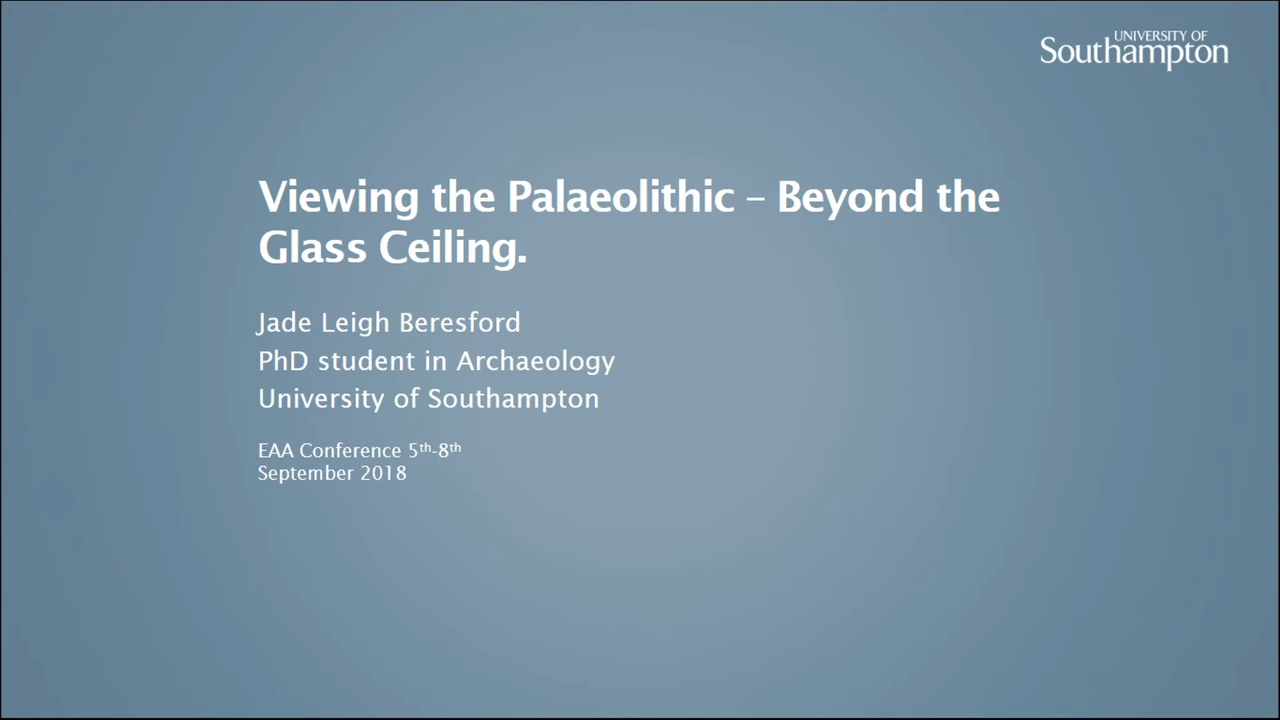 UNIVERSITY OF
Southampton
Viewing the Palaeolithic – Beyond the
Glass Ceiling.
Jade Leigh Beresford
PhD student in Archaeology
University of Southampton
EAA Conference 5th-8th
September 2018